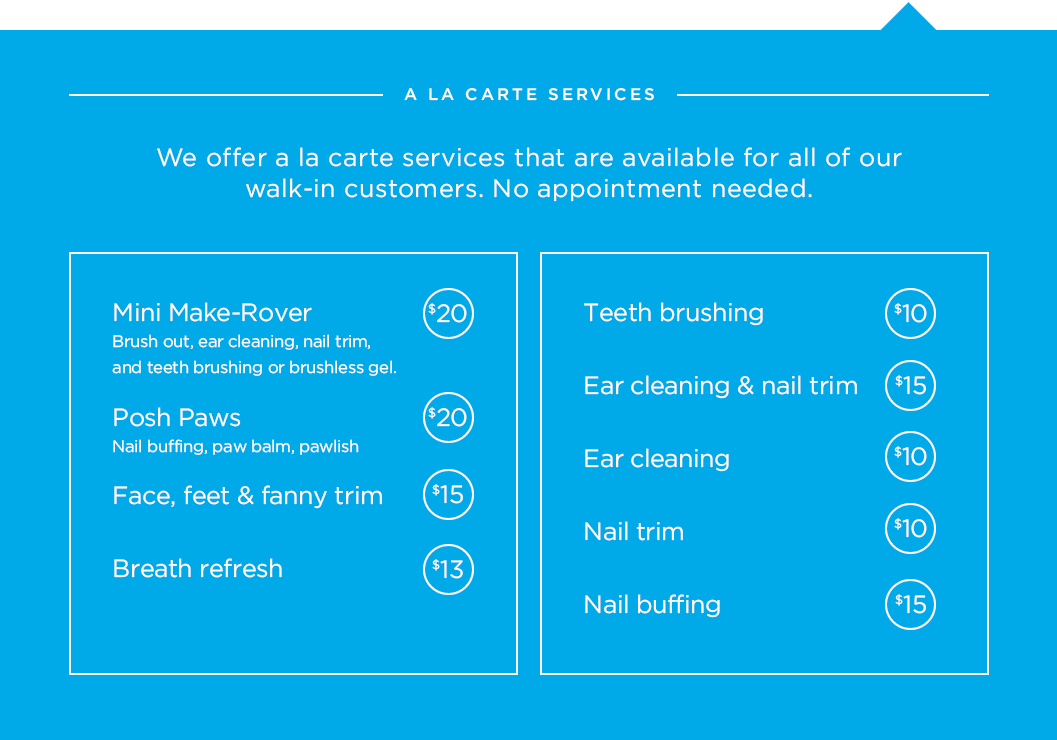 A LA CARTE SERVICES
We offer a la carte services that are available for all of our
walk-in customers. No appointment needed.
Mini Make-Rover $20
Brush out, ear cleaning, nail trim,
and teeth brushing or brushless gel.
Posh Paws $20
Nail buffing, paw balm, pawlish
Face, feet & fanny trim $15
Breath refresh $13
Teeth brushing $10
Ear cleaning & nail trim $15
Ear cleaning $10
Nail trim $10
Nail buffing $15